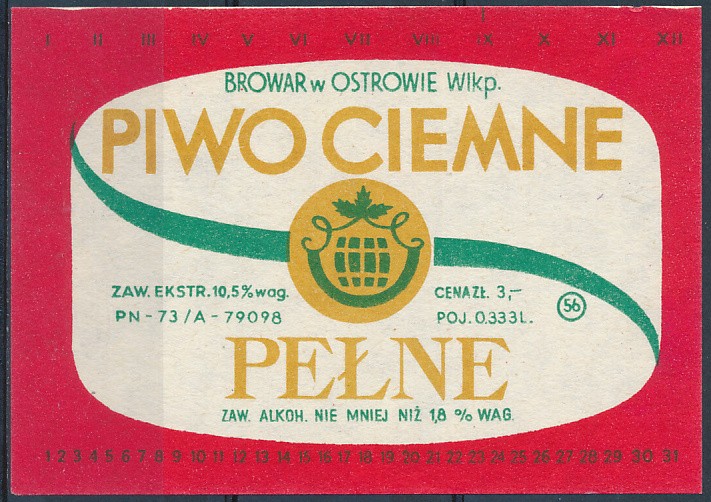 I II III IV V VI VII VIII IX X XI XII
BROWAR w OSTROWIE Wlkp.
PIWO CIEMNE
ZAW. EKSTR. 10,5% wag.
PN-73/A-79098
CENA ZŁ. 3,-
POJ. 0.333 L.
56
PEŁNE
ZAW. ALKOH. NIE MNIEJ NIŻ 1,8 % WAG.
1 2 3 4 5 6 7 8 9 10 11 12 13 14 15 16 17 18 19 20 21 22 23 24 25 26 27 28 29 30 31